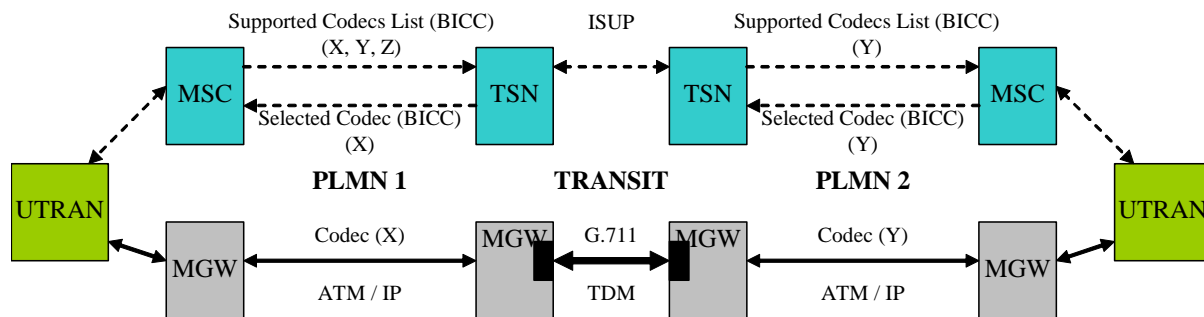 Supported Codecs List (BICC)
(X, Y, Z)
ISUP
Supported Codecs List (BICC)
(Y)
MSC
TSN
TSN
MSC
Selected Codec (BICC)
(X)
Selected Codec (BICC)
(Y)
PLMN 1
TRANSIT
PLMN 2
UTRAN
UTRAN
MGW
Codec (X)
ATM / IP
MGW
G.711
TDM
MGW
Codec (Y)
ATM / IP
MGW